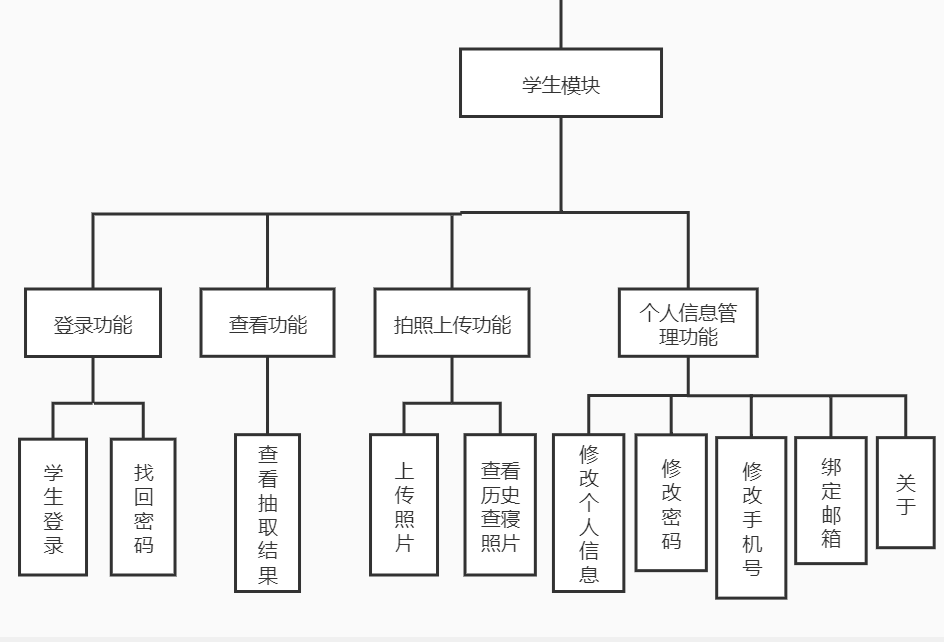 学生模块
登录功能
查看功能
拍照上传功能
个人信息管
理功能
学生登录
找回密码
查看抽取结果
上传照片
查看
历史
查寝
照片
修改个人信息
修改密码
修改手机号
绑定邮箱
关于